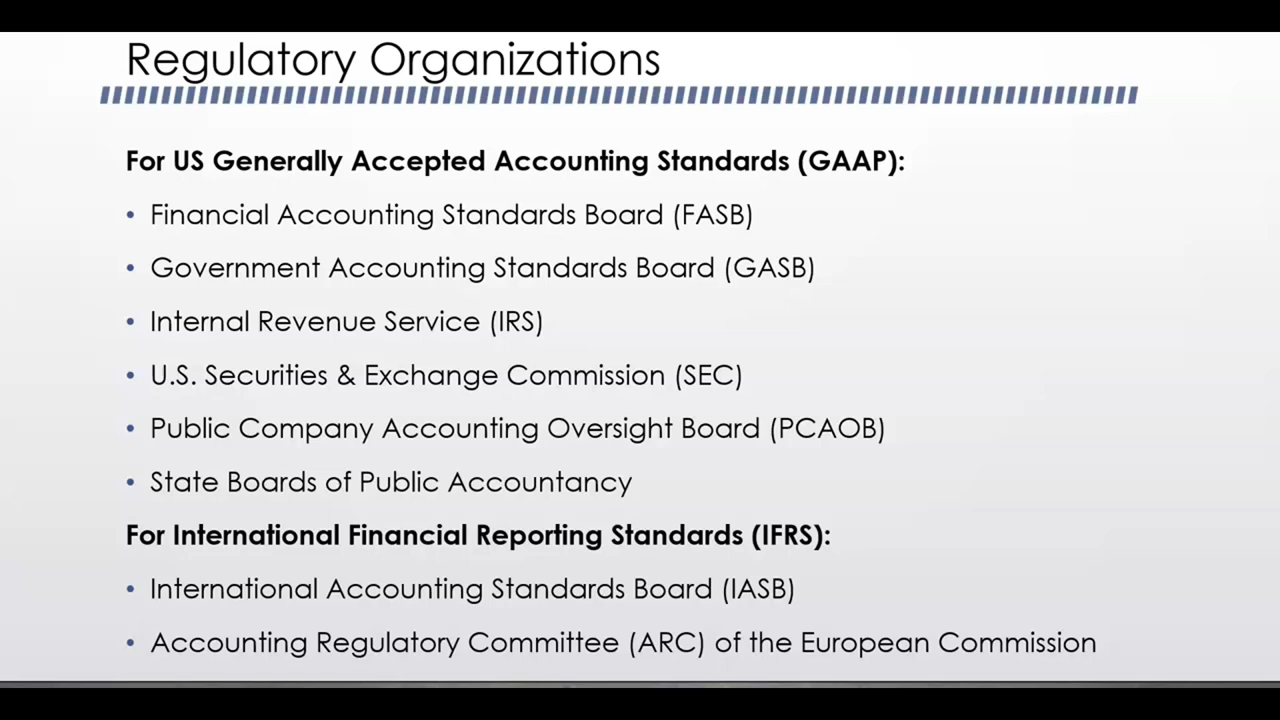 Regulatory Organizations
For US Generally Accepted Accounting Standards (GAAP):
• Financial Accounting Standards Board (FASB)
• Government Accounting Standards Board (GASB)
• Internal Revenue Service (IRS)
• U.S. Securities & Exchange Commission (SEC)
• Public Company Accounting Oversight Board (PCAOB)
• State Boards of Public Accountancy
For International Financial Reporting Standards (IFRS):
• International Accounting Standards Board (IASB)
• Accounting Regulatory Committee (ARC) of the European Commission